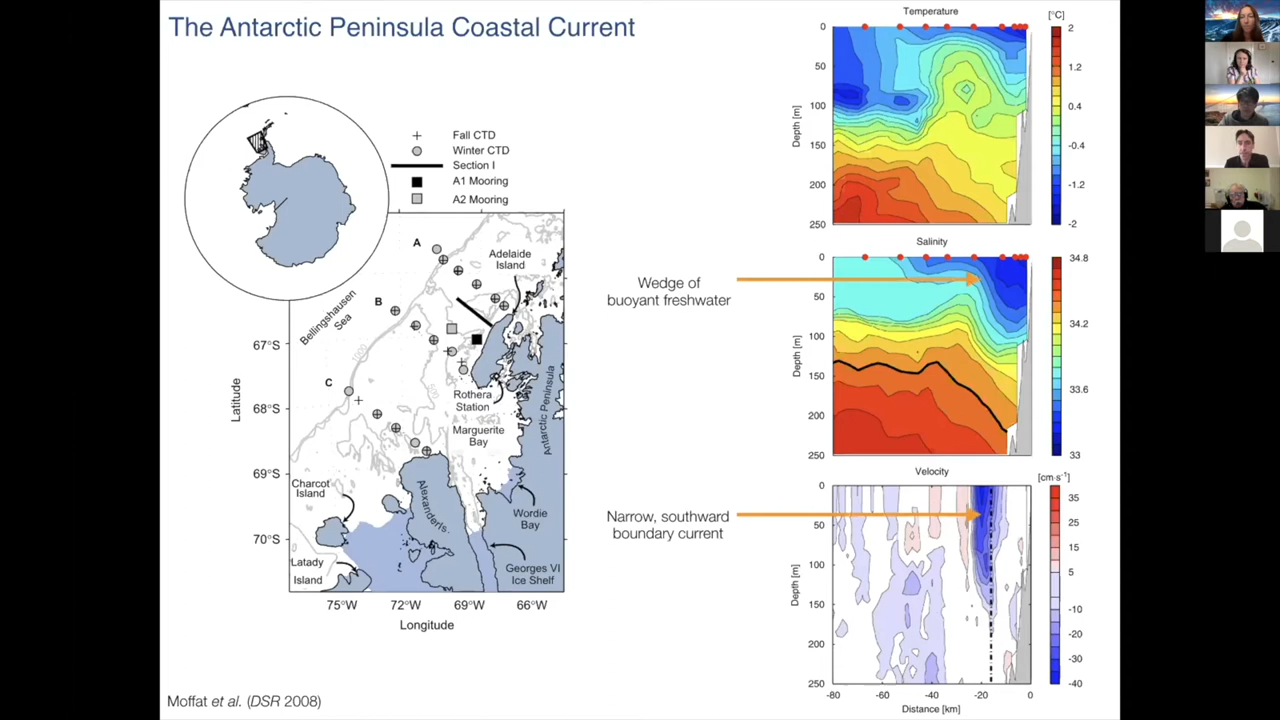 The Antarctic Peninsula Coastal Current
Fall CTD
Winter CTD
Section I
A1 Mooring
A2 Mooring
A
B
C
Adelaide
Island
Bellingshausen
Sea
Rothera
Station
Marguerite
Bay
Antarctic Peninsula
Charcot
Island
Alexander Is.
Wordie
Bay
Latady
Island
Georges VI
Ice Shelf
67°S
68°S
69°S
70°S
Latitude
75°W
72°W
69°W
66°W
Longitude
Moffat et al. (DSR 2008)
Wedge of
buoyant freshwater
Narrow, southward
boundary current
Temperature
[°C]
0
50
100
150
200
250
Depth [m]
2
1.2
0.4
-0.4
-1.2
-2
Salinity
0
50
100
150
200
250
Depth [m]
34.8
34.2
33.6
33
Velocity
[cm s-1]
0
50
100
150
200
250
Depth [m]
35
25
15
5
-10
-20
-30
-40
-80
-60
-40
-20
0
Distance [km]